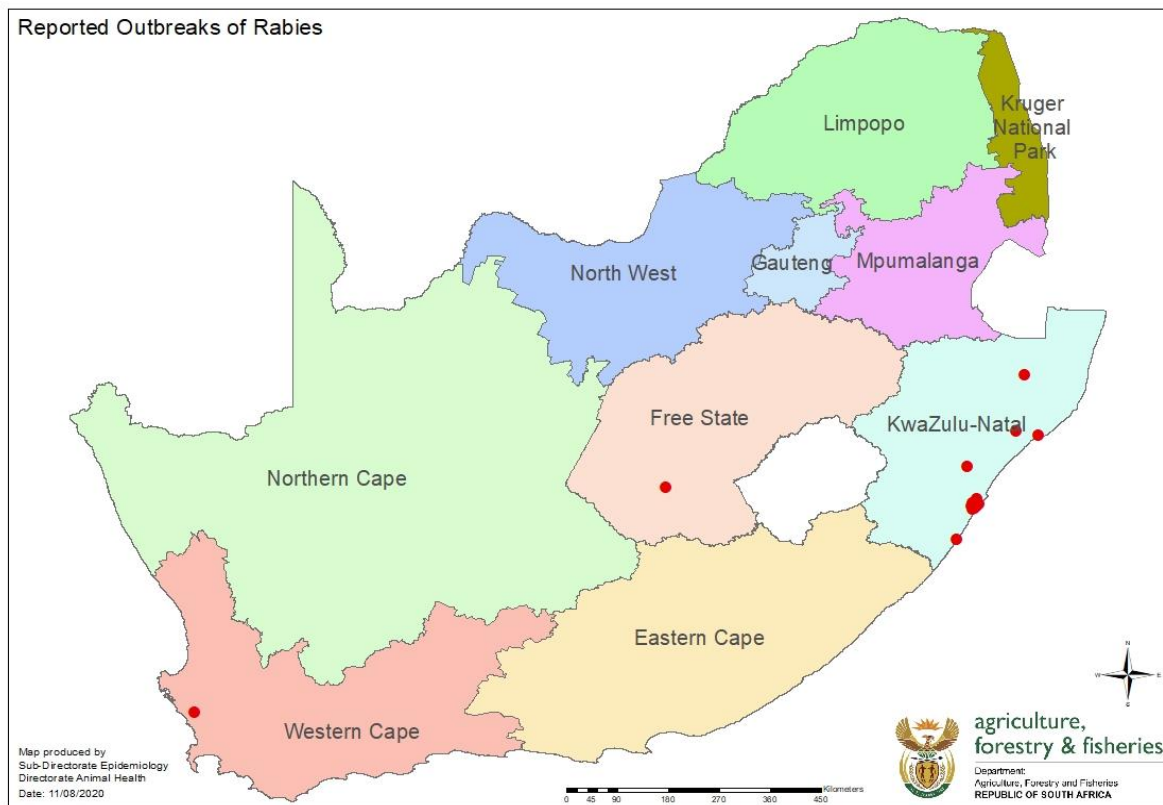 Reported Outbreaks of Rabies
Limpopo
Kruger
National
Park
North West
Gauteng
Mpumalanga
Free State
KwaZulu-Natal
Northern Cape
Eastern Cape
Western Cape
N
W E
S
Map produced by
Sub-Directorate Epidemiology
Directorate Animal Health
Date: 11/08/2020
Kilometers
0 45 90 180 270 360 450
agriculture,
forestry & fisheries
Department:
Agriculture, Forestry and Fisheries
REPUBLIC OF SOUTH AFRICA